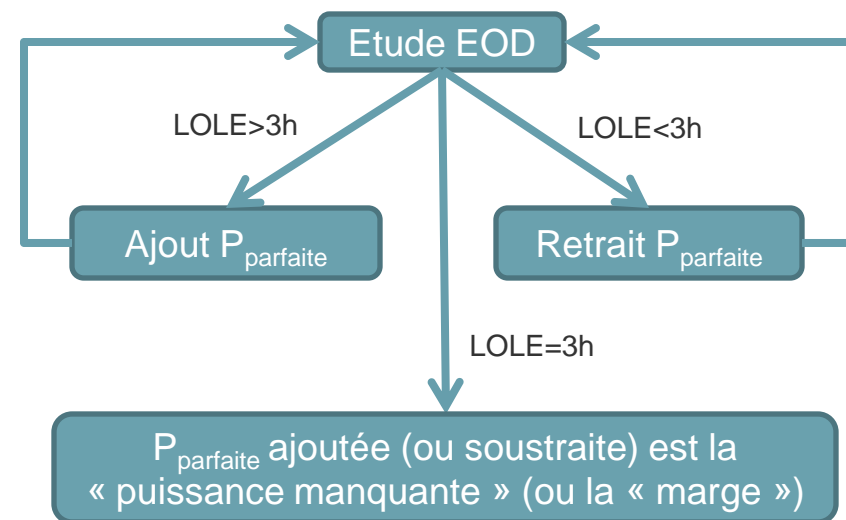 Etude EOD
LOLE>3h
LOLE<3h
Ajout Pparfaite
Retrait Pparfaite
LOLE=3h
Pparfaite ajoutée (ou soustraite) est la
« puissance manquante » (ou la « marge »)